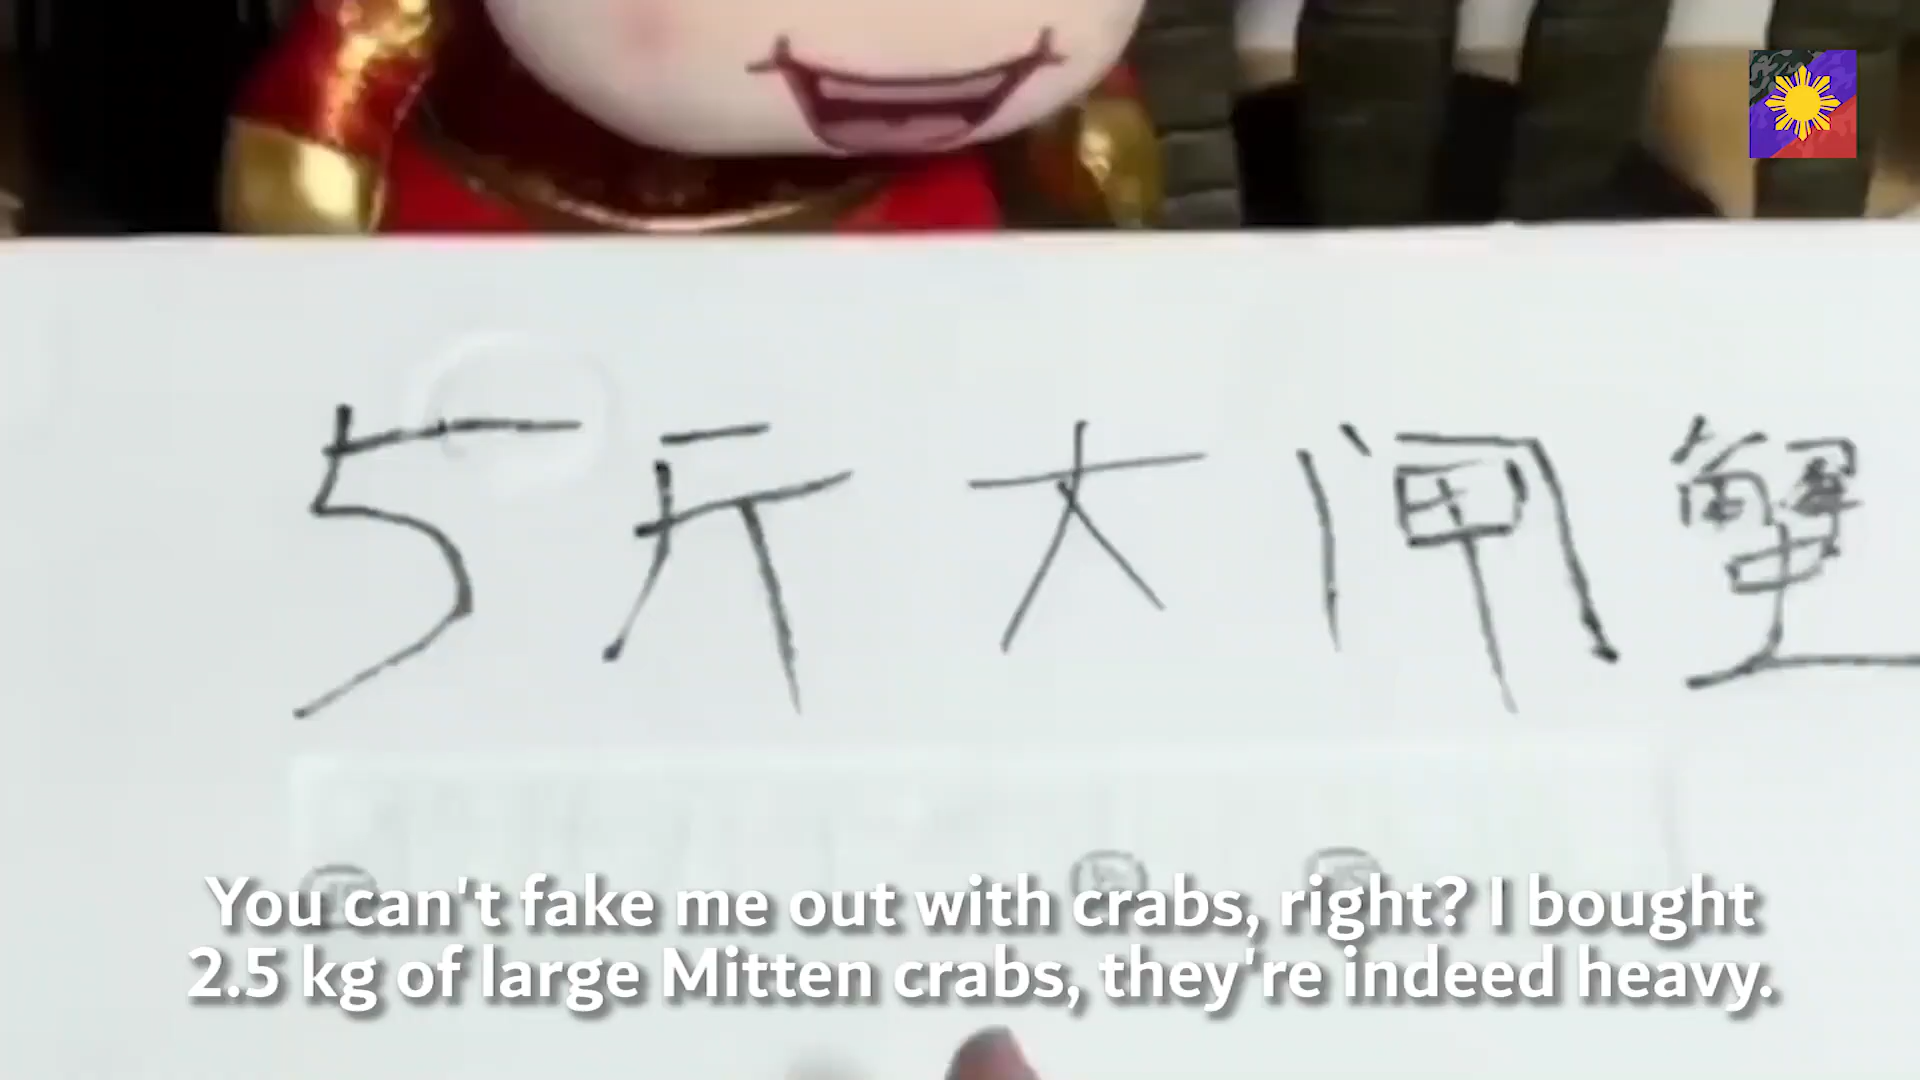 5斤大闸蟹
You can't fake me out with crabs, right? I bought
2.5 kg of large Mitten crabs, they're indeed heavy.